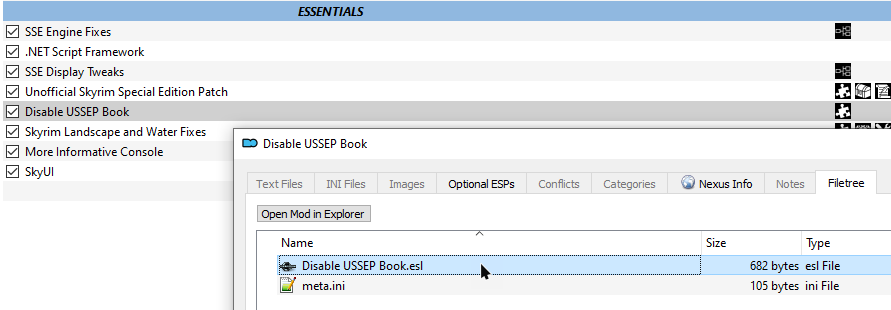 ESSENTIALS
SSE Engine Fixes
.NET Script Framework
SSE Display Tweaks
Unofficial Skyrim Special Edition Patch
Disable USSEP Book
Skyrim Landscape and Water Fixes
More Informative Console
SkyUI
Disable USSEP Book
Text Files INI Files Images Optional ESPs Conflicts Categories Nexus Info Notes Filetree
Open Mod in Explorer
Name Size Type
Disable USSEP Book.esl 682 bytes esl File
meta.ini 105 bytes ini File